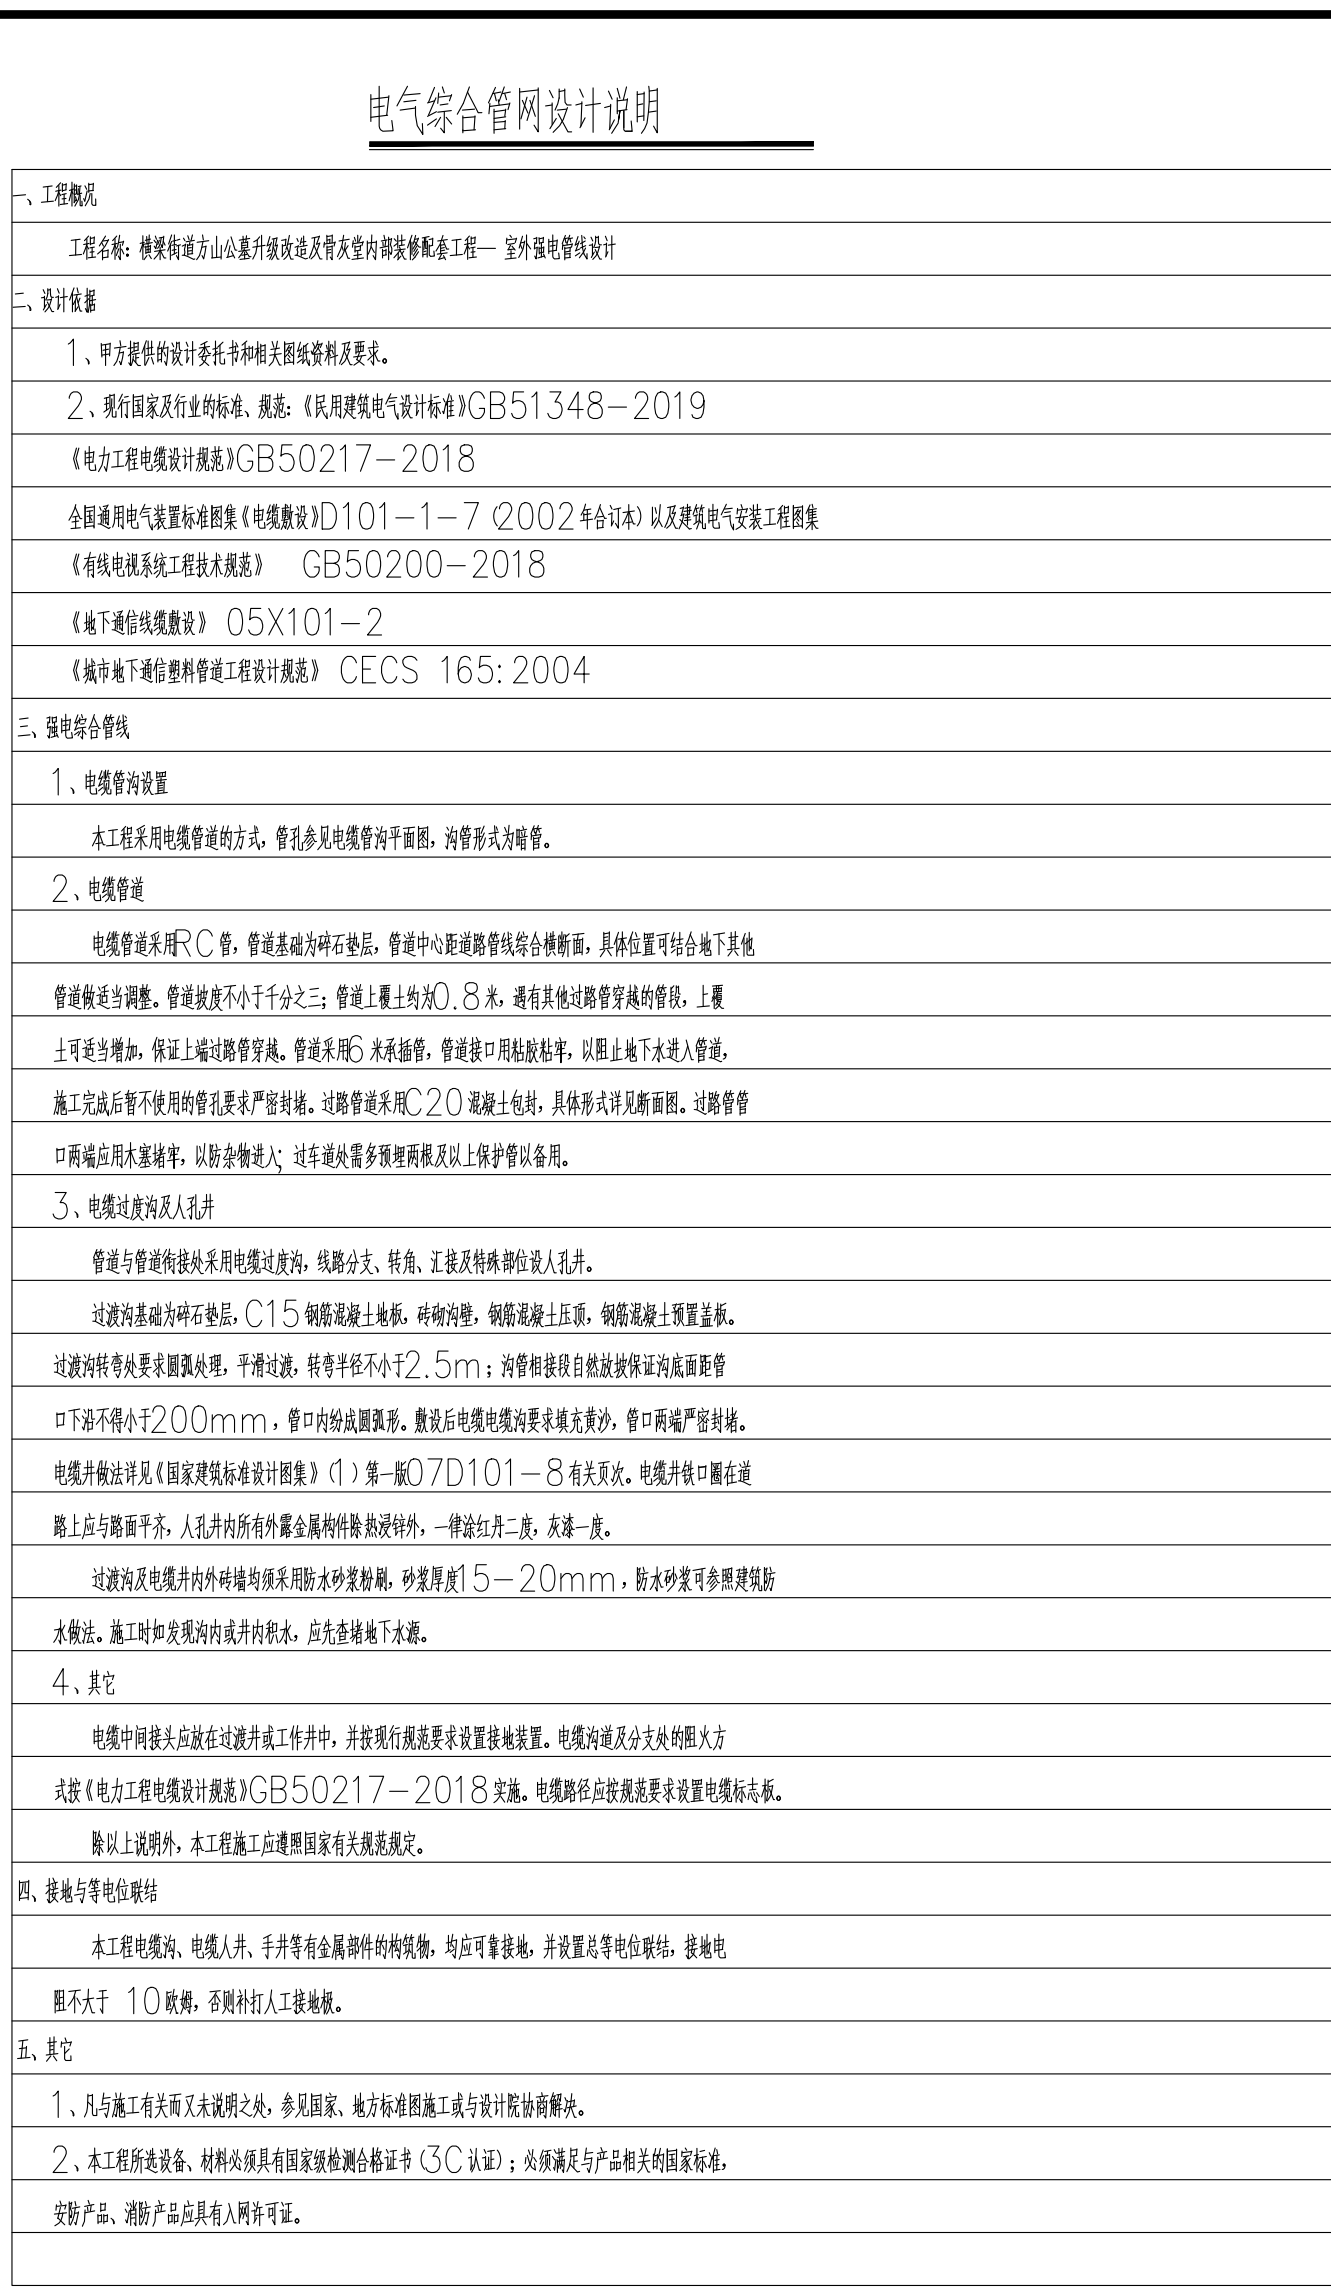 电气综合管网设计说明
一、工程概况
工程名称：横梁街道方山公墓升级改造及骨灰堂内部装修配套工程— 室外强电管线设计
二、设计依据
1、甲方提供的设计委托书和相关图纸资料及要求。
2、现行国家及行业的标准、规范：《民用建筑电气设计标准》GB51348-2019
《电力工程电缆设计规范》GB50217-2018
全国通用电气装置标准图集《电缆敷设》D101-1-7（2002年合订本）以及建筑电气安装工程图集
《有线电视系统工程技术规范》 GB50200-2018
《地下通信线缆敷设》 05X101-2
《城市地下通信塑料管道工程设计规范》 CECS 165:2004
三、强电综合管线
1、电缆管沟设置
本工程采用电缆管道的方式，管孔参见电缆管沟平面图，沟管形式为暗管。
2、电缆管道
电缆管道采用RC管，管道基础为碎石垫层，管道中心距道路管线综合横断面，具体位置可结合地下其他
管道做适当调整。管道坡度不小于千分之三；管道上覆土约为0.8米，遇有其他过路管穿越的管段，上覆
土可适当增加，保证上端过路管穿越。管道采用6米承插管，管道接口用粘胶粘牢，以阻止地下水进入管道，
施工完成后暂不使用的管孔要求严密封堵。过路管道采用C20混凝土包封，具体形式详见断面图。过路管管
口两端应用木塞堵牢，以防杂物进入；过车道处需多预埋两根及以上保护管以备用。
3、电缆过度沟及人孔井
管道与管道衔接处采用电缆过度沟，线路分支、转角、汇接及特殊部位设人孔井。
过渡沟基础为碎石垫层，C15钢筋混凝土地板，砖砌沟壁，钢筋混凝土压顶，钢筋混凝土预置盖板。
过渡沟转弯处要求圆弧处理，平滑过渡，转弯半径不小于2.5m；沟管相接段自然放坡保证沟底面距管
口下沿不得小于200mm，管口内纷成圆弧形。敷设后电缆电缆沟要求填充黄沙，管口两端严密封堵。
电缆井做法详见《国家建筑标准设计图集》（1）第一版07D101-8有关页次。电缆井铁口圈在道
路上应与路面平齐，人孔井内所有外露金属构件除热浸锌外，一律涂红丹二度，灰漆一度。
过渡沟及电缆井内外砖墙均须采用防水砂浆粉刷，砂浆厚度15-20mm，防水砂浆可参照建筑防
水做法。施工时如发现沟内或井内积水，应先查堵地下水源。
4、其它
电缆中间接头应放在过渡井或工作井中，并按现行规范要求设置接地装置。电缆沟道及分支处的阻火方
式按《电力工程电缆设计规范》GB50217-2018实施。电缆路径应按规范要求设置电缆标志板。
除以上说明外，本工程施工应遵照国家有关规范规定。
四、接地与等电位联结
本工程电缆沟、电缆人井、手井等有金属部件的构筑物，均应可靠接地，并设置总等电位联结，接地电
阻不大于 10欧姆，否则补打人工接地极。
五、其它
1、凡与施工有关而又未说明之处，参见国家、地方标准图施工或与设计院协商解决。
2、本工程所选设备、材料必须具有国家级检测合格证书（3C认证）；必须满足与产品相关的国家标准，
安防产品、消防产品应具有入网许可证。